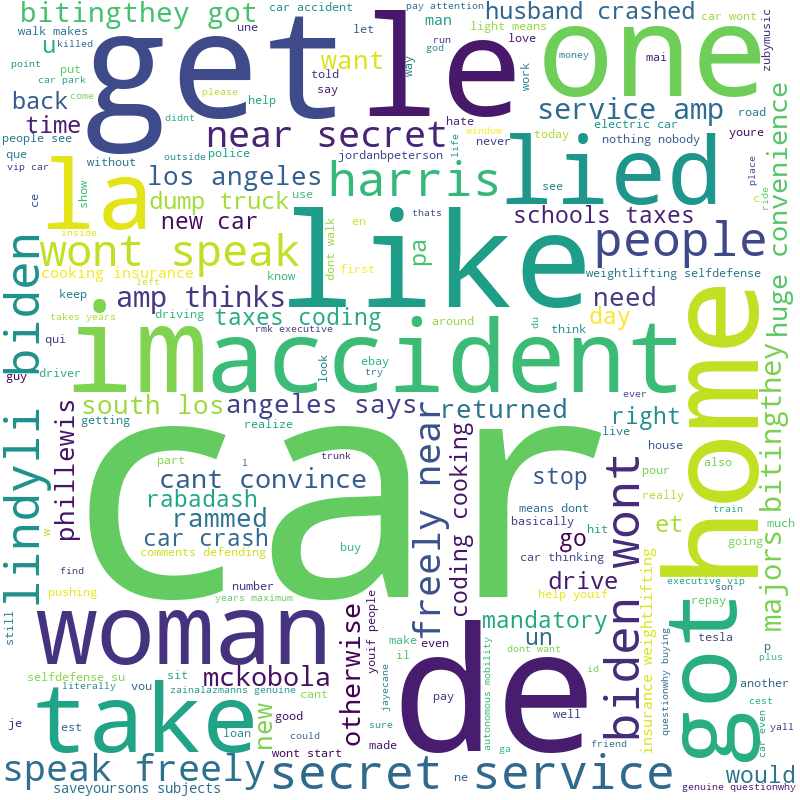 bitingthey got
car accident
pay attention
husband crashed
walk makes
killed
une
let
man
light means
car wont
u
get
le
one
god
run
love
mai
zubymusic
point
car park
want
told
say
way
work
put
come
please
back
help
service amp
road
time
didnt
near secret
hate
electric car
youre
people see
outside
police
never
today
nothing nobody
que
without
jordanbpeterson
life
window
money
vip car
la
los angeles
harris
lied
see
place
c
ride
ce
show
dump truck
use
thats
schools taxes
huge convenience
new car
en
dont walk
inside
wont speak
pa
like
people
cooking insurance
left
know
first
weightlifting selfdefense
keep
amp thinks
need
takes years
driving
taxes coding
around
du
think
day
lindyli biden
qui
rmk executive
im
accident
home
guy
driver
look
ebay
try
majors bitingthey
south los
angeles says
returned
right
ever
getting
realize
live
phillewis
car
freely near
house
part
l
trunk
coding cooking
pour
also
w
cant convince
stop
means dont
biden wont
really
train
rabadash
basically
et
much
rammed
hit
going
car crash
go
comments defending
buy
car thinking
find
drive
help youif
executive vip
son
pushing
number
insurance weightlifting
repay
years maximum
woman
otherwise
youif people
de
mandatory
got
tesla
p
still
make
even
un
plus
il
dont want
questionwhy buying
selfdefense su
sit
mckobola
id
another
literally
vou
zainalazmanns genuine
cant
jayecane
pay
autonomous mobility
cest
car even
je
take
new
good
sure
well
yall
est
loan
could
made
friend
wont start
ga
speak freely
secret service
ne
would
saveyoursons subjects
genuine questionwhy